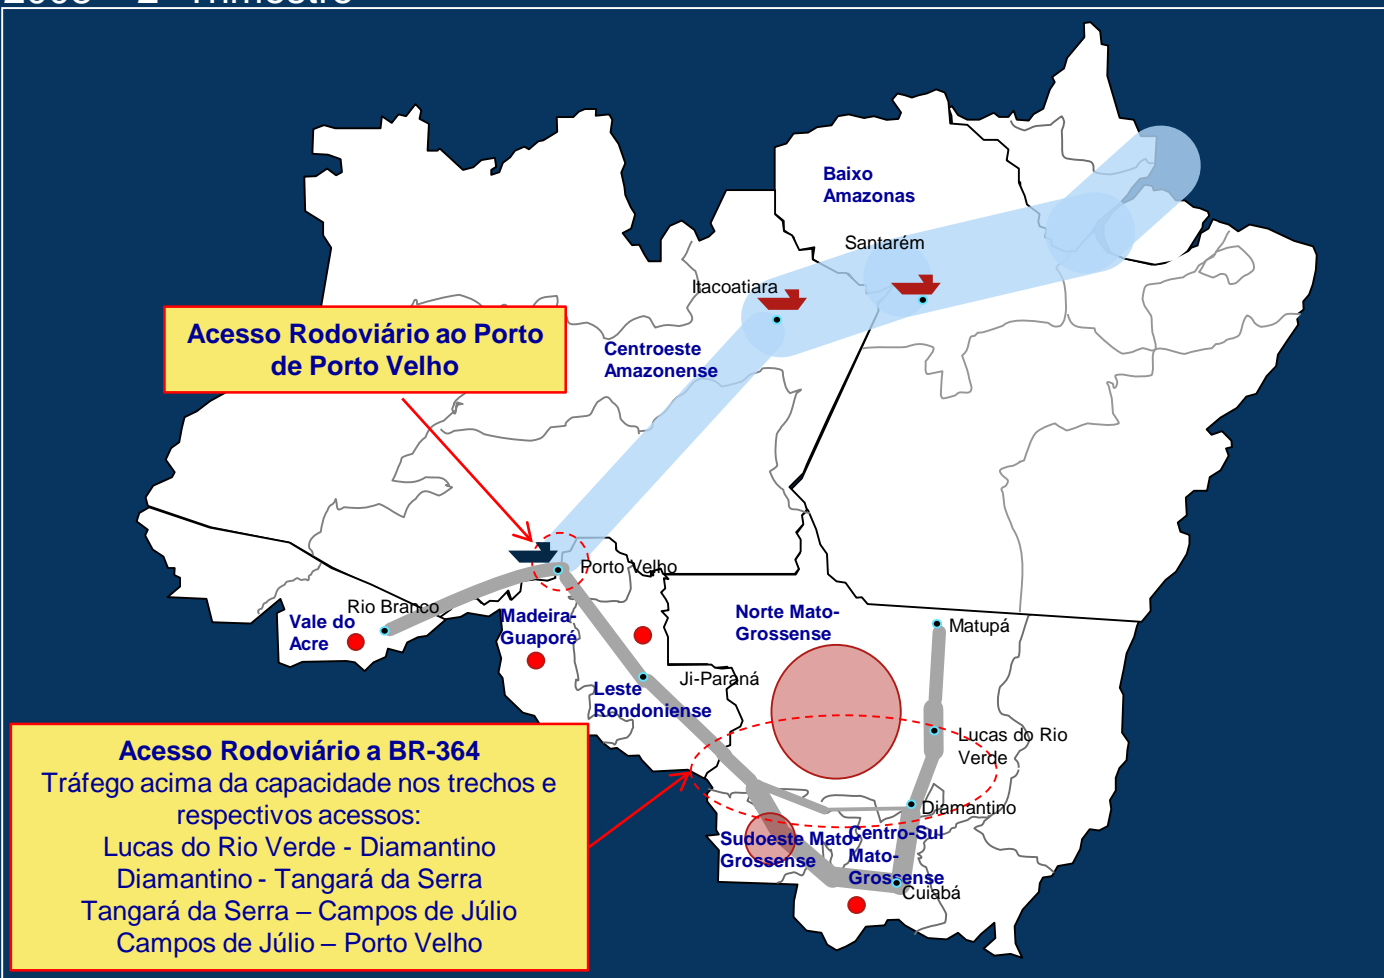 Baixo
Amazonas
Santarém
Itacoatiara
Acesso Rodoviário ao Porto
de Porto Velho
Centroeste
Amazonense
Porto Velho
Rio Branco
Vale do
Acre
Madeira-
Guaporé
Norte Mato-
Grossense
Matupá
Ji-Paraná
Leste
Rondoniense
Lucas do Rio
Verde
Diamantino
Sudoeste Mato-
Grossense
Centro-Sul
Mato-
Grossense
Cuiabá
Acesso Rodoviário a BR-364
Tráfego acima da capacidade nos trechos e
respectivos acessos:
Lucas do Rio Verde - Diamantino
Diamantino - Tangará da Serra
Tangará da Serra – Campos de Júlio
Campos de Júlio – Porto Velho